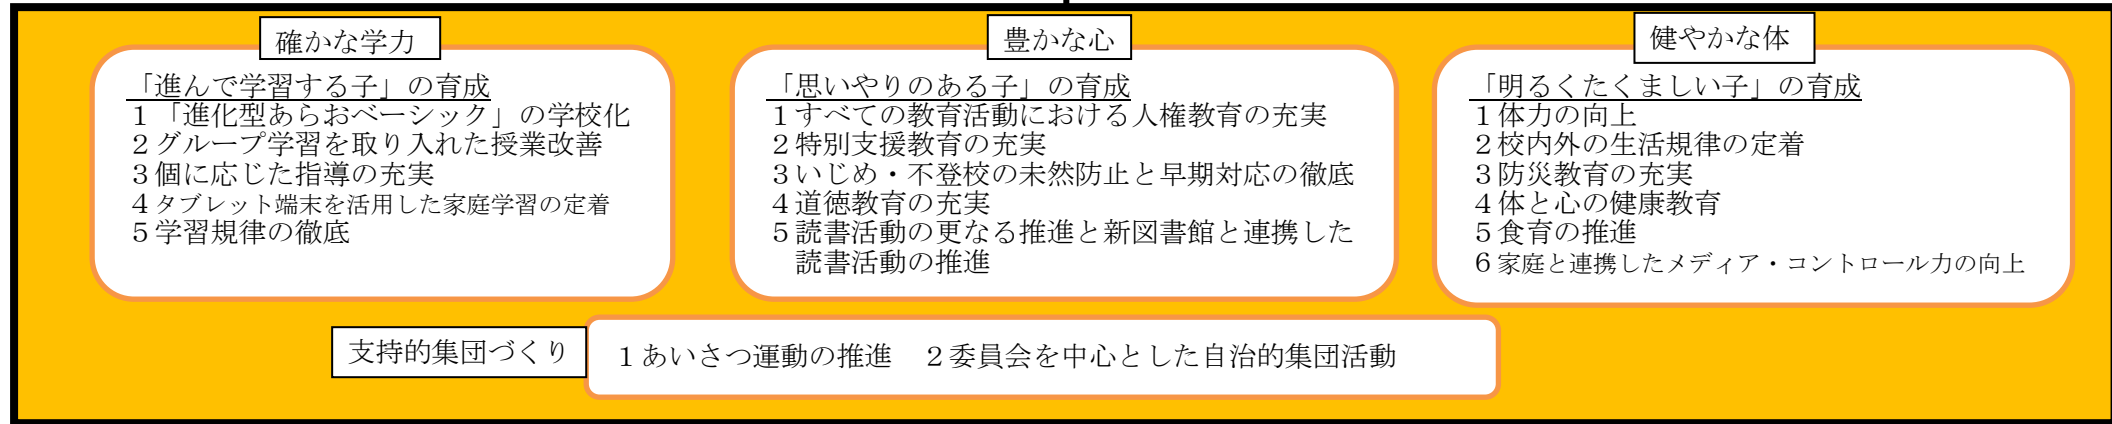 確かな学力
「進んで学習する子」の育成
1「進化型あらおベーシック」の学校化
2グループ学習を取り入れた授業改善
3個に応じた指導の充実
4タブレット端末を活用した家庭学習の定着
5学習規律の徹底
豊かな心
「思いやりのある子」の育成
1すべての教育活動における人権教育の充実
2特別支援教育の充実
3いじめ・不登校の未然防止と早期対応の徹底
4道徳教育の充実
5読書活動の更なる推進と新図書館と連携した
読書活動の推進
健やかな体
「明るくたくましい子」の育成
1体力の向上
2校内外の生活規律の定着
3防災教育の充実
4体と心の健康教育
5食育の推進
6家庭と連携したメディア・コントロール力の向上
支持的集団づくり
1あいさつ運動の推進　2委員会を中心とした自治的集団活動